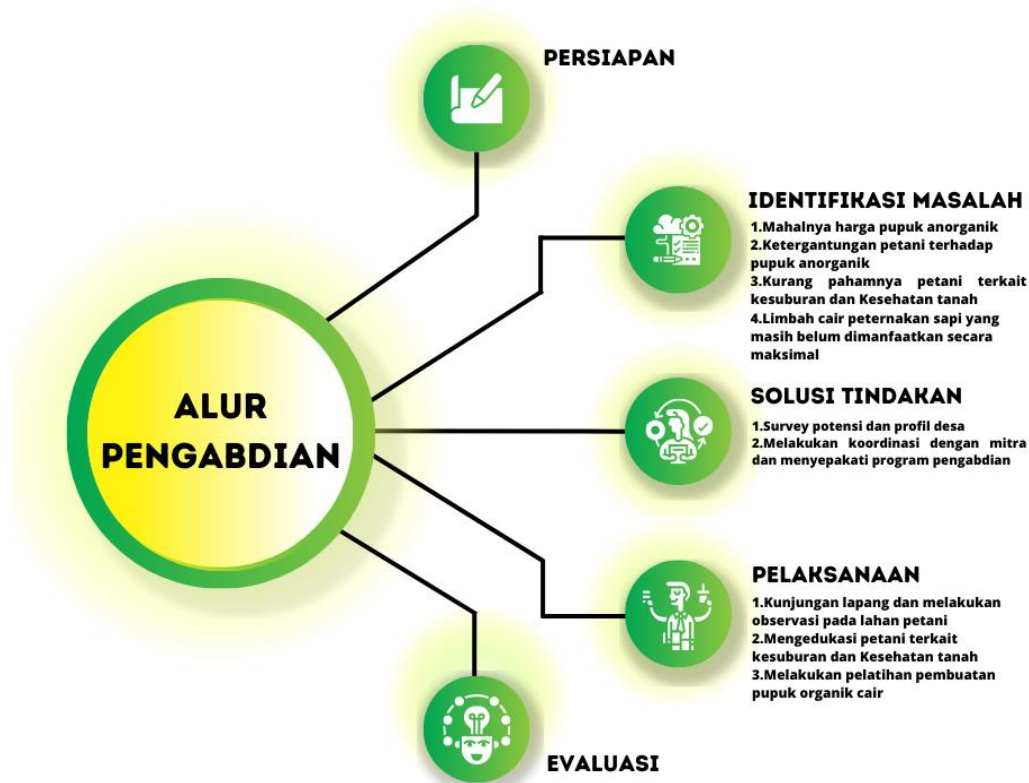 PERSIAPAN
IDENTIFIKASI MASALAH
1.Mahalnya harga pupuk anorganik
2.Ketergantungan petani terhadap
pupuk anorganik
3.Kurang pahamnya petani terkait
kesuburan dan Kesehatan tanah
4.Limbah cair peternakan sapi yang
masih belum dimanfaatkan secara
maksimal
ALUR
PENGABDIAN
SOLUSI TINDAKAN
1.Survey potensi dan profil desa
2.Melakukan koordinasi dengan mitra
dan menyepakati program pengabdian
PELAKSANAAN
1.Kunjungan lapang dan melakukan
observasi pada lahan petani
2.Mengedukasi petani terkait
kesuburan dan Kesehatan tanah
3.Melakukan pelatihan pembuatan
pupuk organik cair
EVALUASI